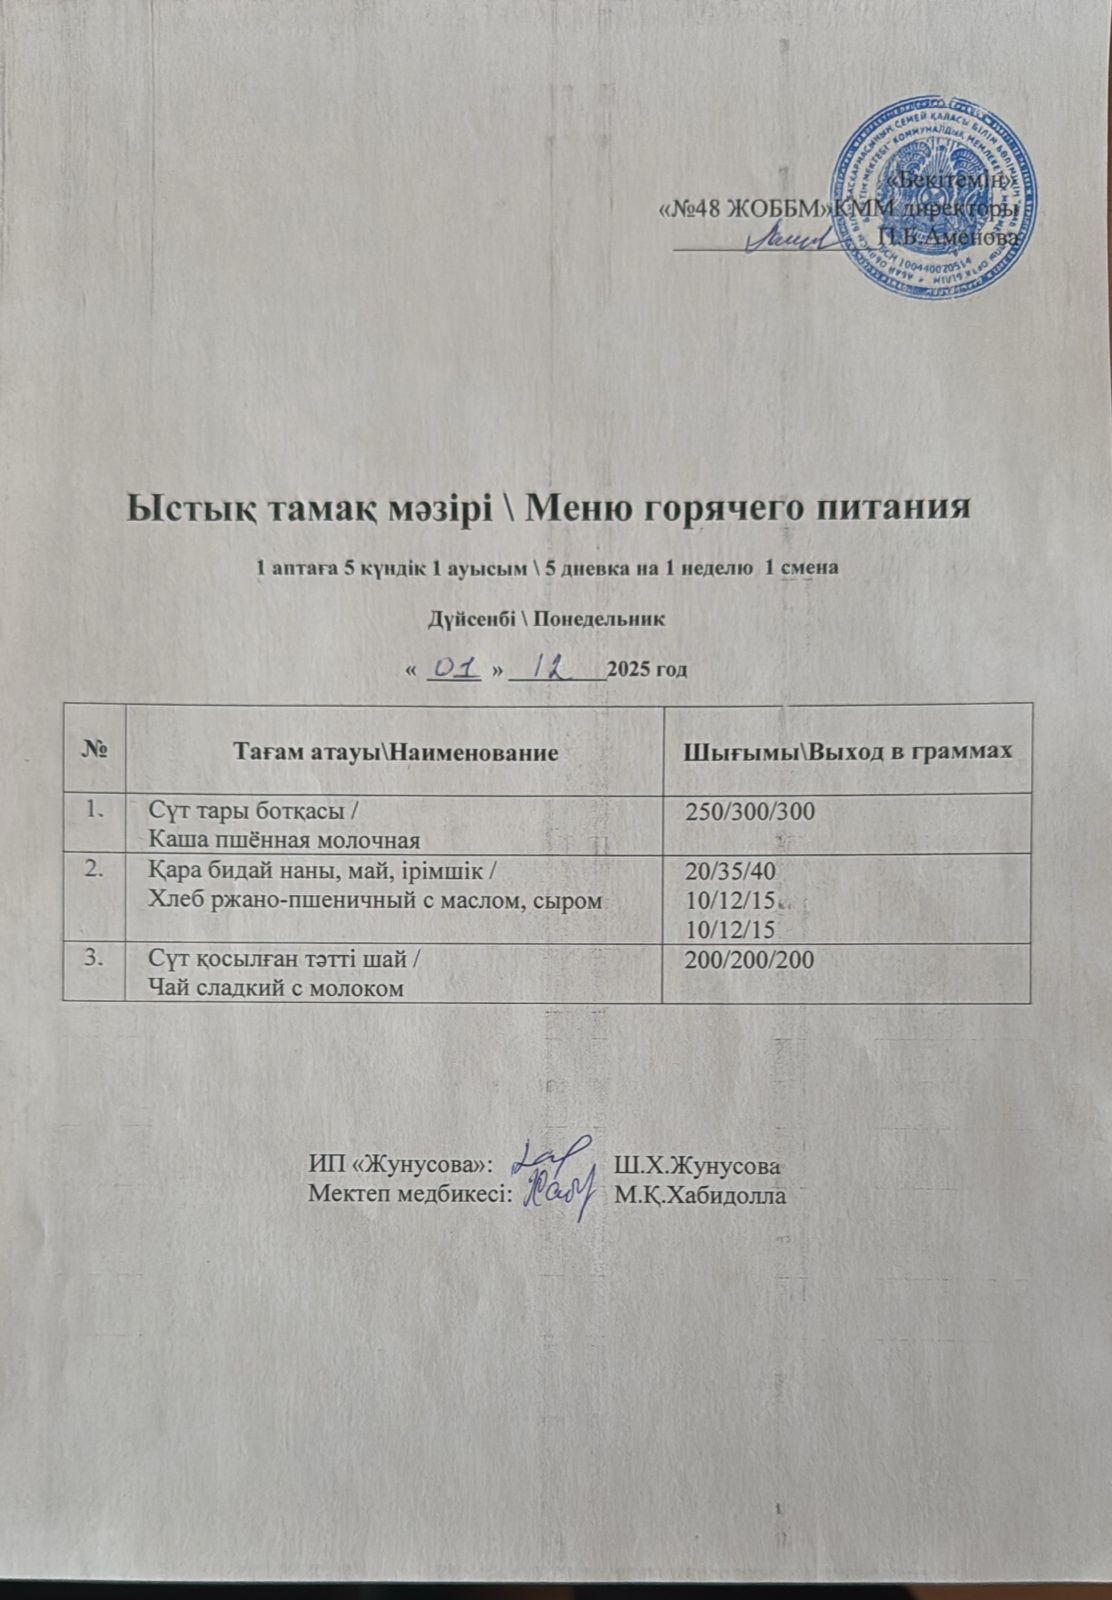 «Бекітемін»
«№48 ЖОББМ»КММ директоры
П.Б.Аменова
БСН 100440020514
Ыстық тамақ мәзірі \ Меню горячего питания
1 аптаға 5 күндік 1 ауысым \ 5 дневка на 1 неделю 1 смена
Дүйсенбі \ Понедельник
« 01 » 12 2025 год
№ Тағам атауы\Наименование Шығымы\Выход в граммах
1. Сүт тары ботқасы / 250/300/300
Каша пшённая молочная
2. Қара бидай наны, май, ірімшік / 20/35/40
Хлеб ржано-пшеничный с маслом, сыром 10/12/15
10/12/15
3. Сүт қосылған тәтті шай / 200/200/200
Чай сладкий с молоком
ИП «Жунусова»: Ш.Х.Жунусова
Мектеп медбикесі: М.Қ.Хабидолла